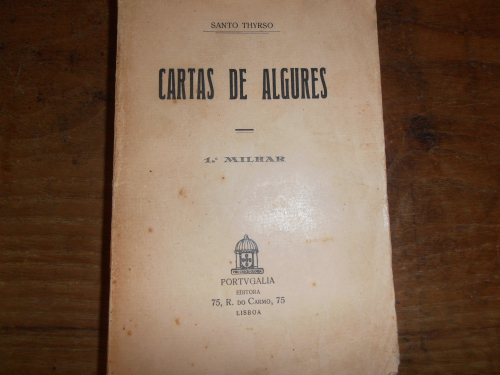 SANTO THYRSO
CARTAS DE ALGURES
1.º MILHAR
PORTVGALIA
EDITORA
75, R. DO CARMO, 75
LISBOA